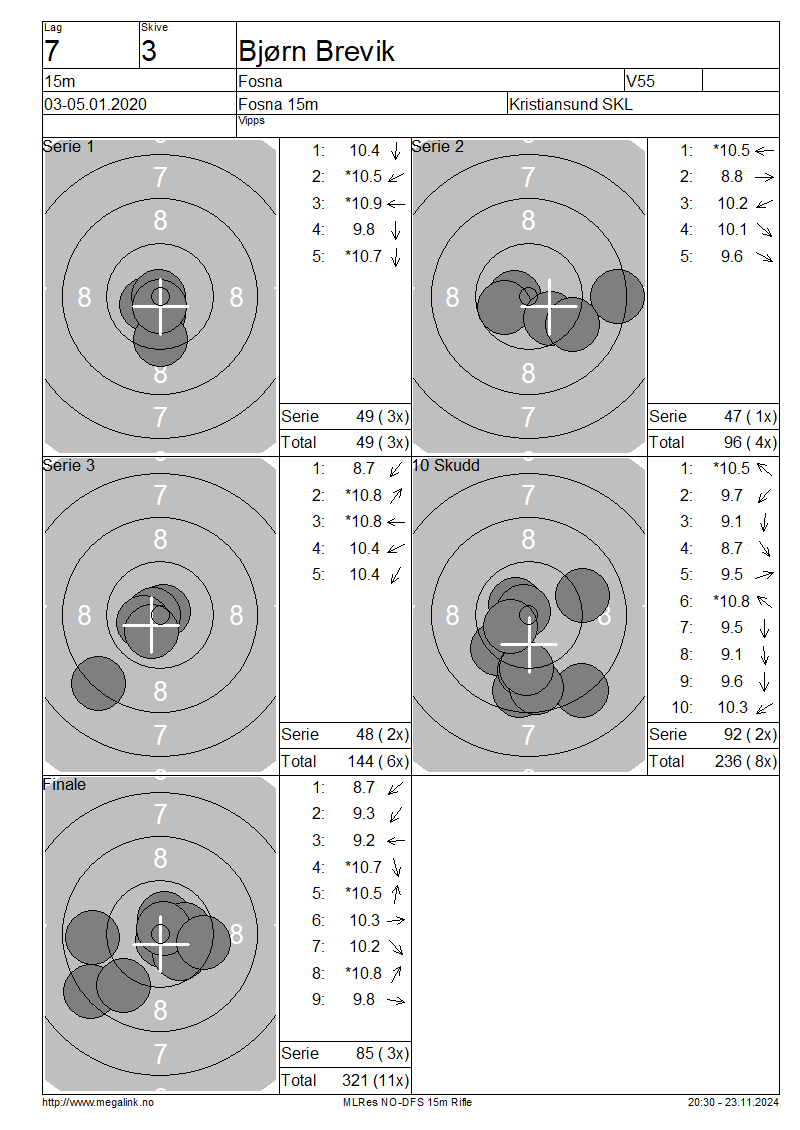 Lag Skive
7 3 Bjørn Brevik
15m Fosna V55
03-05.01.2020 Fosna 15m Kristiansund SKL
Vipps
Serie 1
7
8
8 8
8
7
1: 10.4
2: *10.5
3: *10.9
4: 9.8
5: *10.7
Serie 49 ( 3x)
Total 49 ( 3x)
Serie 2
7
8
8
8
7
1: *10.5
2: 8.8
3: 10.2
4: 10.1
5: 9.6
Serie 47 ( 1x)
Total 96 ( 4x)
Serie 3
7
8
8 8
8
7
1: 8.7
2: *10.8
3: *10.8
4: 10.4
5: 10.4
Serie 48 ( 2x)
Total 144 ( 6x)
10 Skudd
7
8
8 8
7
1: *10.5
2: 9.7
3: 9.1
4: 8.7
5: 9.5
6: *10.8
7: 9.5
8: 9.1
9: 9.6
10: 10.3
Serie 92 ( 2x)
Total 236 ( 8x)
Finale
7
8
8
8
7
1: 8.7
2: 9.3
3: 9.2
4: *10.7
5: *10.5
6: 10.3
7: 10.2
8: *10.8
9: 9.8
Serie 85 ( 3x)
Total 321 (11x)
http://www.megalink.no MLRes NO-DFS 15m Rifle 20:30 - 23.11.2024